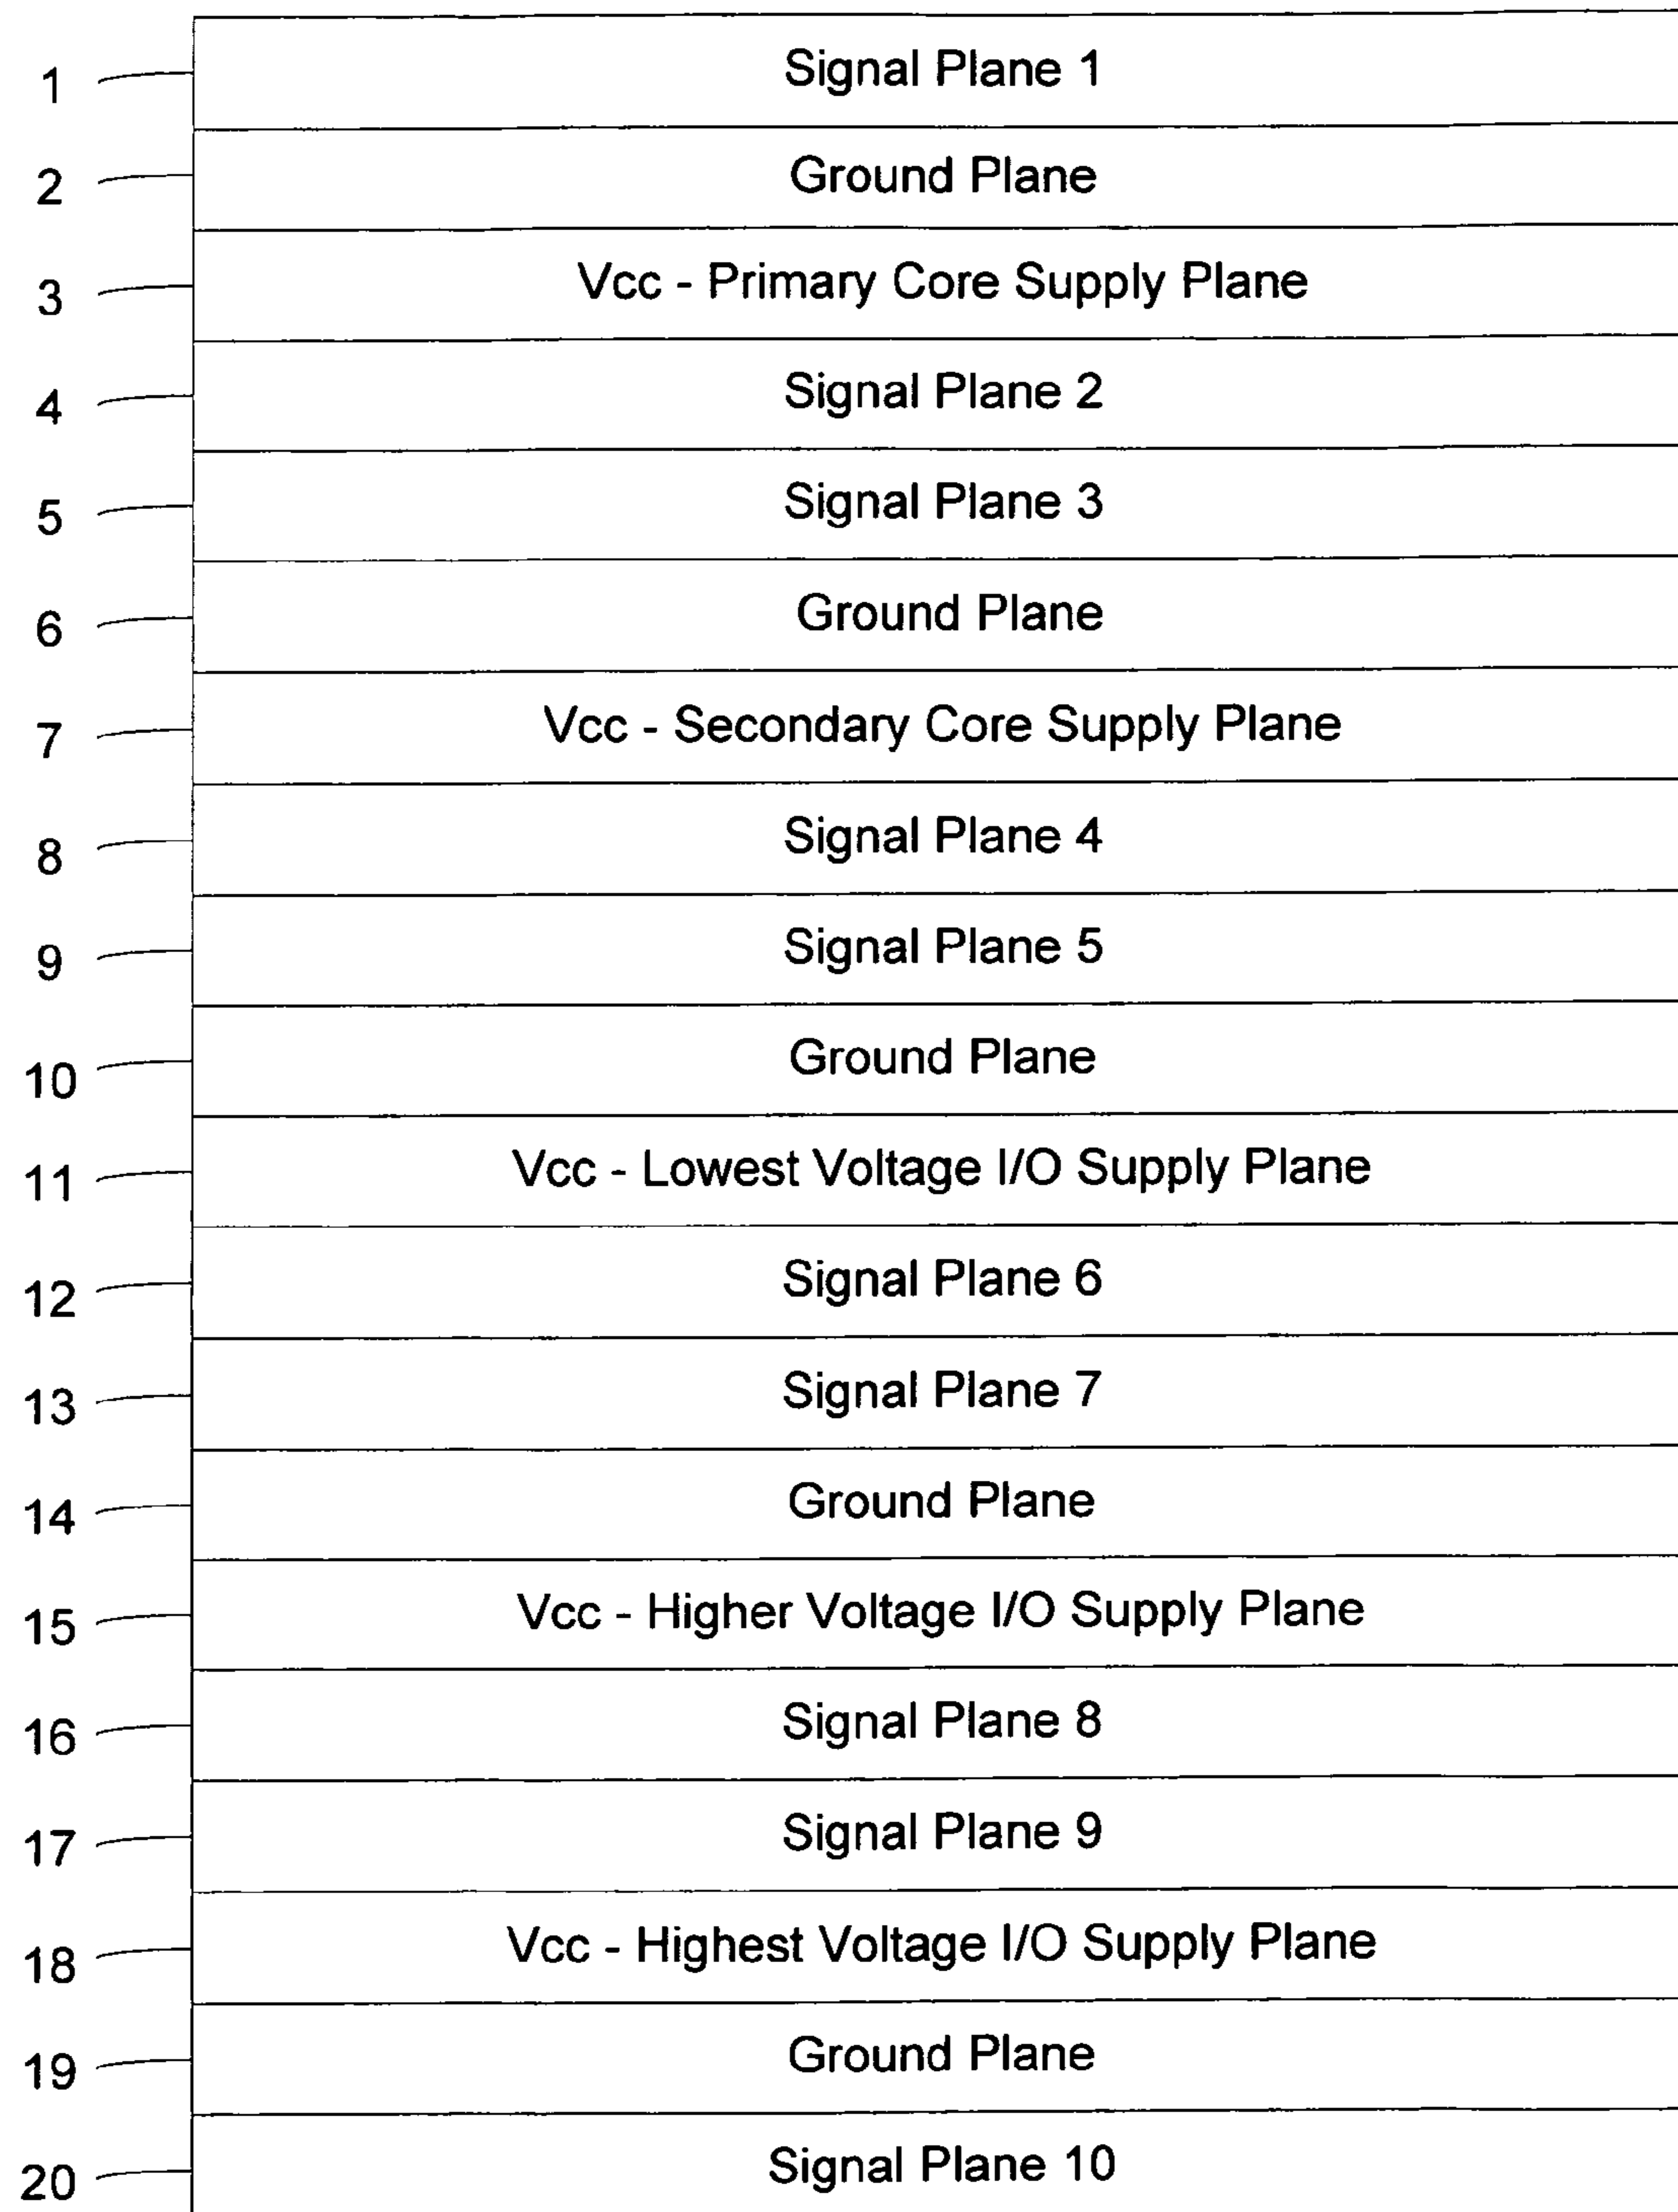 1 Signal Plane 1
2 Ground Plane
3 Vcc - Primary Core Supply Plane
4 Signal Plane 2
5 Signal Plane 3
6 Ground Plane
7 Vcc - Secondary Core Supply Plane
8 Signal Plane 4
9 Signal Plane 5
10 Ground Plane
11 Vcc - Lowest Voltage I/O Supply Plane
12 Signal Plane 6
13 Signal Plane 7
14 Ground Plane
15 Vcc - Higher Voltage I/O Supply Plane
16 Signal Plane 8
17 Signal Plane 9
18 Vcc - Highest Voltage I/O Supply Plane
19 Ground Plane
20 Signal Plane 10